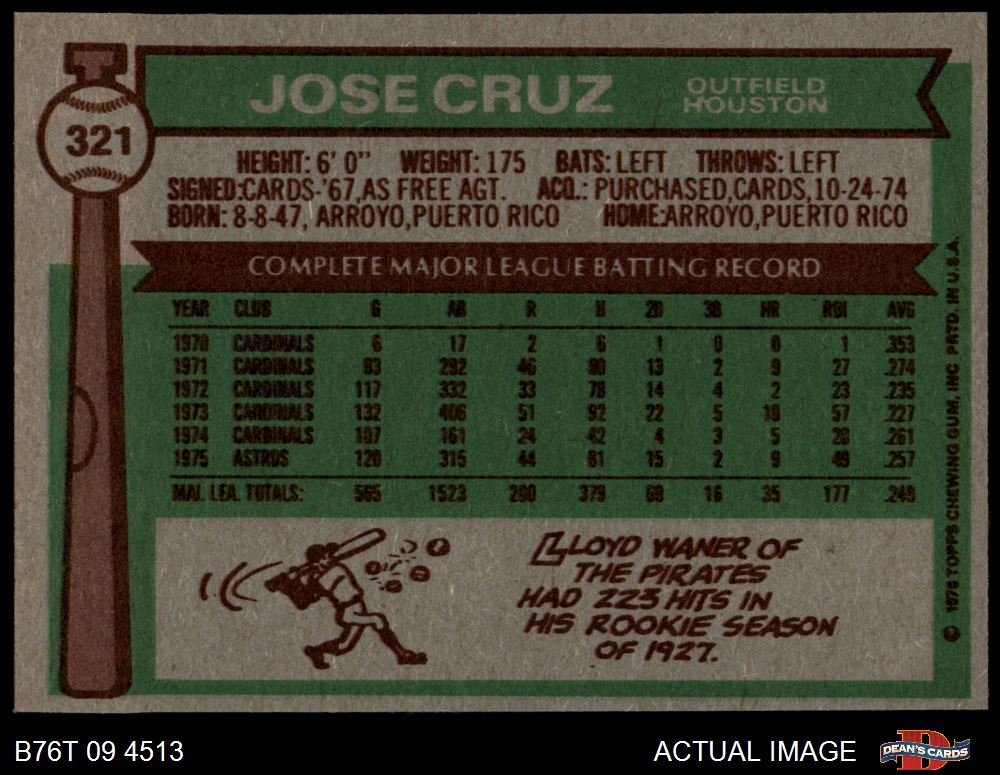 JOSE CRUZ OUTFIELD HOUSTON
321
HEIGHT: 6' 0" WEIGHT: 175 BATS: LEFT THROWS: LEFT
SIGNED: CARDS-'67, AS FREE AGT. ACQ.: PURCHASED, CARDS, 10-24-74
BORN: 8-8-47, ARROYO, PUERTO RICO HOME: ARROYO, PUERTO RICO
COMPLETE MAJOR LEAGUE BATTING RECORD
YEAR CLUB G AB R H 2B 3B HR RBI AVG
1970 CARDINALS 6 17 2 6 1 0 0 1 .353
1971 CARDINALS 83 292 46 80 13 2 9 27 .274
1972 CARDINALS 117 332 33 78 14 4 2 23 .235
1973 CARDINALS 132 406 51 92 22 5 10 57 .227
1974 CARDINALS 107 161 24 42 4 3 5 20 .261
1975 ASTROS 120 315 44 81 15 2 9 49 .257
MAJ. LEA. TOTALS: 565 1523 200 379 69 16 35 177 .249
LLOYD WANER OF
THE PIRATES
HAD 223 HITS IN
HIS ROOKIE SEASON
OF 1927.
© 1976 TOPPS CHEWING GUM, INC PRTD. IN U.S.A.
B76T 09 4513 ACTUAL IMAGE DEAN'S CARDS